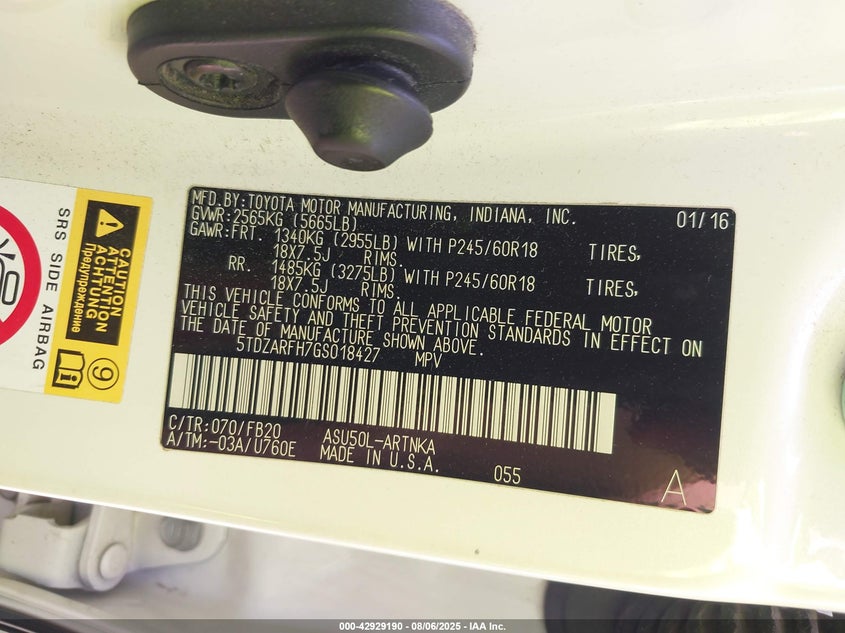 MFD.BY:TOYOTA MOTOR MANUFACTURING, INDIANA, INC. 01/16
GVWR:2565KG (5665LB)
GAWR:FRT. 1340KG (2955LB) WITH P245/60R18 TIRES,
18X7.5J RIMS.
RR. 1485KG (3275LB) WITH P245/60R18 TIRES,
18X7.5J RIMS.
THIS VEHICLE CONFORMS TO ALL APPLICABLE FEDERAL MOTOR
VEHICLE SAFETY AND THEFT PREVENTION STANDARDS IN EFFECT ON
THE DATE OF MANUFACTURE SHOWN ABOVE.
5TDZARFH7GS018427 MPV
C/TR:070/FB20 ASU50L-ARTNKA
A/TM:-03A/U760E MADE IN U.S.A. 055
A
SRS SIDE AIRBAG
CAUTION
ATTENTION
ACHTUNG
Предупреждение
i
9
000-42929190 - 08/06/2025 - IAA Inc.